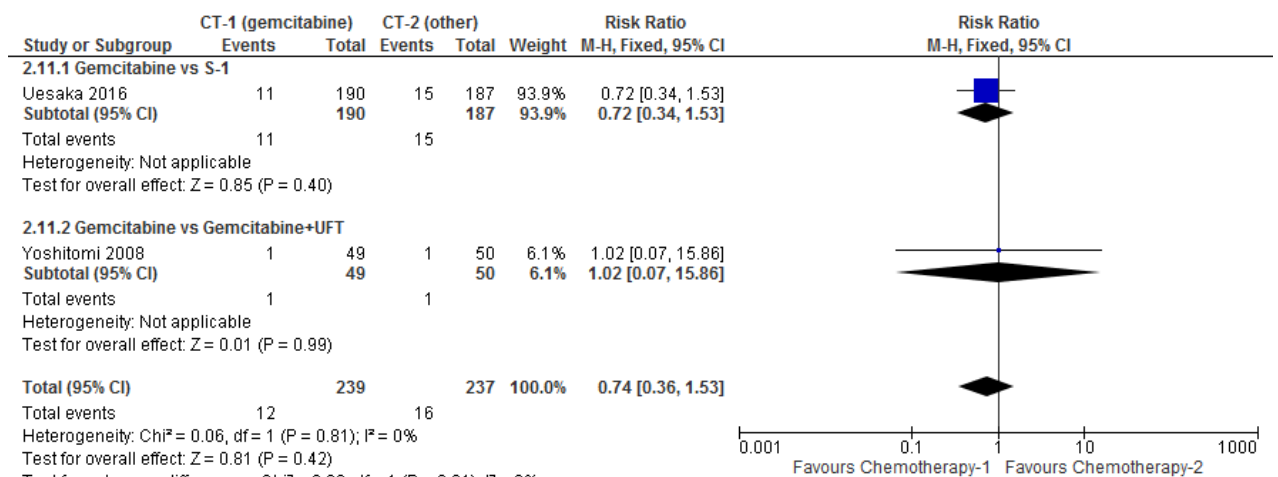 CT-1 (gemcitabine) CT-2 (other) Risk Ratio Risk Ratio
Study or Subgroup Events Total Events Total Weight M-H, Fixed, 95% CI M-H, Fixed, 95% CI
2.11.1 Gemcitabine vs S-1
Uesaka 2016 11 190 15 187 93.9% 0.72 [0.34, 1.53]
Subtotal (95% CI) 190 187 93.9% 0.72 [0.34, 1.53]
Total events 11 15
Heterogeneity: Not applicable
Test for overall effect: Z = 0.85 (P = 0.40)
2.11.2 Gemcitabine vs Gemcitabine+UFT
Yoshitomi 2008 1 49 1 50 6.1% 1.02 [0.07, 15.86]
Subtotal (95% CI) 49 50 6.1% 1.02 [0.07, 15.86]
Total events 1 1
Heterogeneity: Not applicable
Test for overall effect: Z = 0.01 (P = 0.99)
Total (95% CI) 239 237 100.0% 0.74 [0.36, 1.53]
Total events 12 16
Heterogeneity: Chi² = 0.06, df = 1 (P = 0.81); I² = 0%
Test for overall effect: Z = 0.81 (P = 0.42)
0.001 0.1 1 10 1000
Favours Chemotherapy-1 Favours Chemotherapy-2